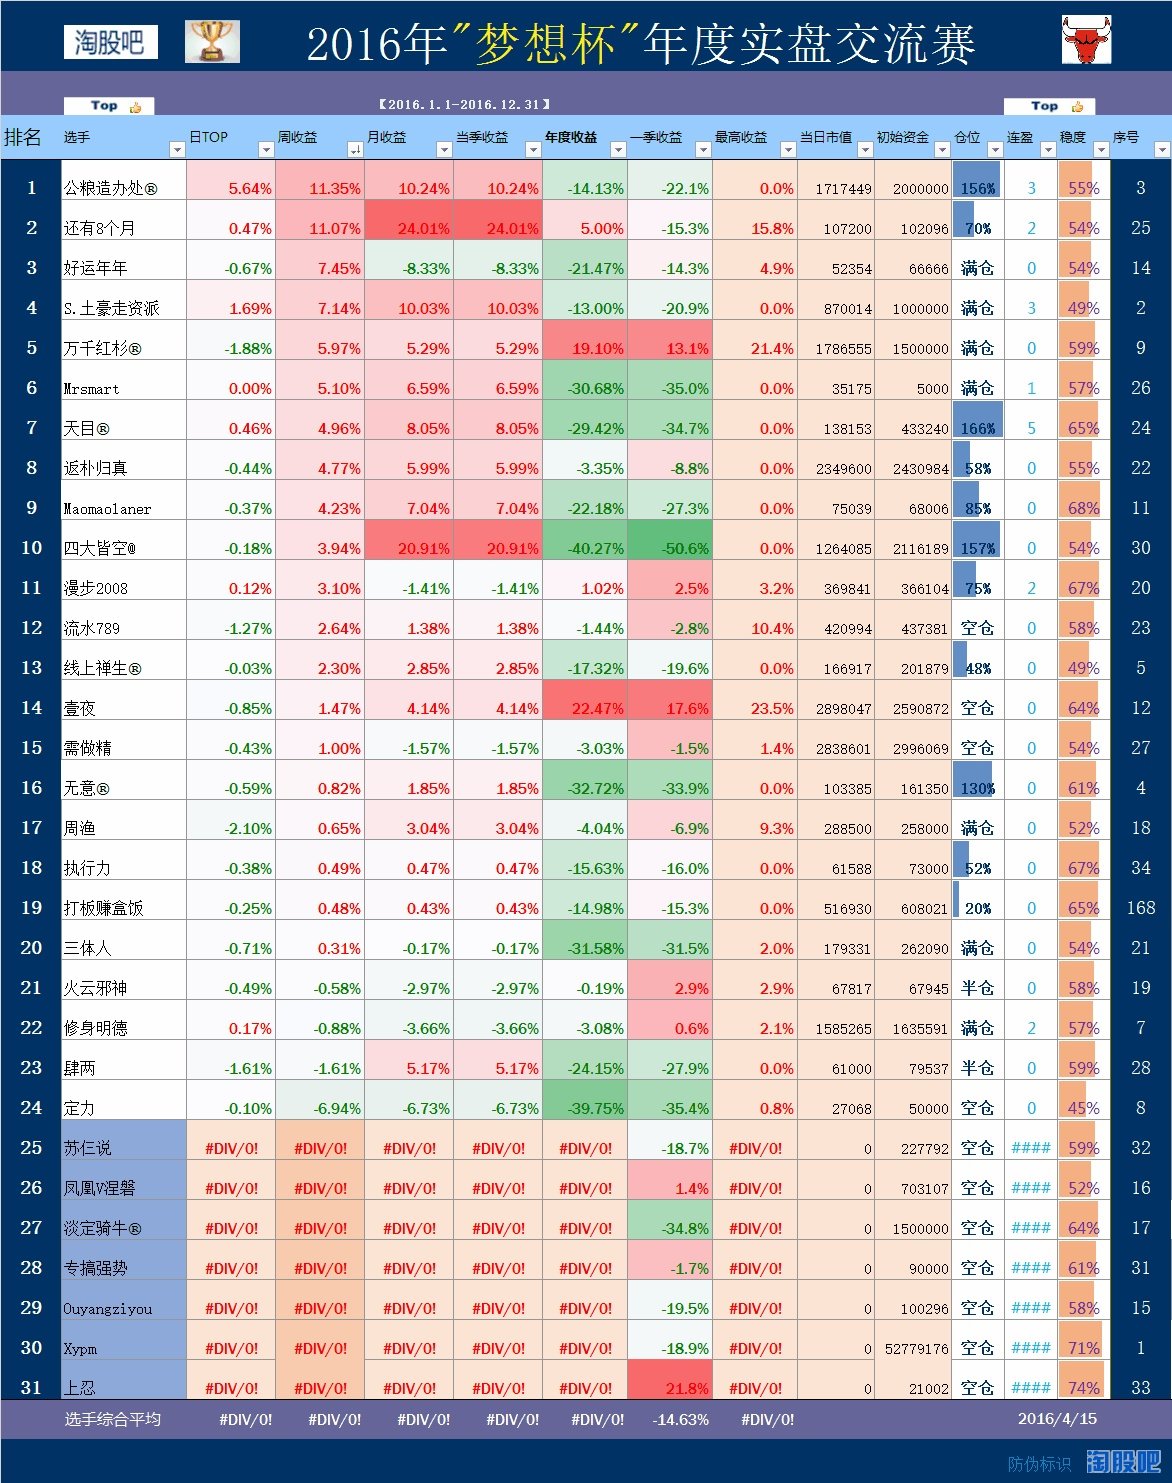 淘股吧 2016年"梦想杯"年度实盘交流赛
Top 【2016.1.1-2016.12.31】 Top
排名 选手 日TOP 周收益 月收益 当季收益 年度收益 一季收益 最高收益 当日市值 初始资金 仓位 连盈 稳度 序号
1 公粮造办处® 5.64% 11.35% 10.24% 10.24% -14.13% -22.1% 0.0% 1717449 2000000 156% 3 55% 3
2 还有8个月 0.47% 11.07% 24.01% 24.01% 5.00% -15.3% 15.8% 107200 102096 70% 2 54% 25
3 好运年年 -0.67% 7.45% -8.33% -8.33% -21.47% -14.3% 4.9% 52354 66666 满仓 0 54% 14
4 S.土豪走资派 1.69% 7.14% 10.03% 10.03% -13.00% -20.9% 0.0% 870014 1000000 满仓 3 49% 2
5 万千红杉® -1.88% 5.97% 5.29% 5.29% 19.10% 13.1% 21.4% 1786555 1500000 满仓 0 59% 9
6 Mrsmart 0.00% 5.10% 6.59% 6.59% -30.68% -35.0% 0.0% 35175 5000 满仓 1 57% 26
7 天目® 0.46% 4.96% 8.05% 8.05% -29.42% -34.7% 0.0% 138153 433240 166% 5 65% 24
8 返朴归真 -0.44% 4.77% 5.99% 5.99% -3.35% -8.8% 0.0% 2349600 2430984 58% 0 55% 22
9 Maomaolaner -0.37% 4.23% 7.04% 7.04% -22.18% -27.3% 0.0% 75039 68006 85% 0 68% 11
10 四大皆空@ -0.18% 3.94% 20.91% 20.91% -40.27% -50.6% 0.0% 1264085 2116189 157% 0 54% 30
11 漫步2008 0.12% 3.10% -1.41% -1.41% 1.02% 2.5% 3.2% 369841 366104 75% 2 67% 20
12 流水789 -1.27% 2.64% 1.38% 1.38% -1.44% -2.8% 10.4% 420994 437381 空仓 0 58% 23
13 线上禅生® -0.03% 2.30% 2.85% 2.85% -17.32% -19.6% 0.0% 166917 201879 48% 0 49% 5
14 壹夜 -0.85% 1.47% 4.14% 4.14% 22.47% 17.6% 23.5% 2898047 2590872 空仓 0 64% 12
15 需做精 -0.43% 1.00% -1.57% -1.57% -3.03% -1.5% 1.4% 2838601 2996069 空仓 0 54% 27
16 无意® -0.59% 0.82% 1.85% 1.85% -32.72% -33.9% 0.0% 103385 161350 130% 0 61% 4
17 周渔 -2.10% 0.65% 3.04% 3.04% -4.04% -6.9% 9.3% 288500 258000 满仓 0 52% 18
18 执行力 -0.38% 0.49% 0.47% 0.47% -15.63% -16.0% 0.0% 61588 73000 52% 0 67% 34
19 打板赚盒饭 -0.25% 0.48% 0.43% 0.43% -14.98% -15.3% 0.0% 516930 608021 20% 0 65% 168
20 三体人 -0.71% 0.31% -0.17% -0.17% -31.58% -31.5% 2.0% 179331 262090 满仓 0 54% 21
21 火云邪神 -0.49% -0.58% -2.97% -2.97% -0.19% 2.9% 2.9% 67817 67945 半仓 0 58% 19
22 修身明德 0.17% -0.88% -3.66% -3.66% -3.08% 0.6% 2.1% 1585265 1635591 满仓 2 57% 7
23 肆两 -1.61% -1.61% 5.17% 5.17% -24.15% -27.9% 0.0% 61000 79537 半仓 0 59% 28
24 定力 -0.10% -6.94% -6.73% -6.73% -39.75% -35.4% 0.8% 27068 50000 空仓 0 45% 8
25 苏仨说 #DIV/0! #DIV/0! #DIV/0! #DIV/0! #DIV/0! -18.7% #DIV/0! 0 227792 空仓 #### 59% 32
26 凤凰V涅磐 #DIV/0! #DIV/0! #DIV/0! #DIV/0! #DIV/0! 1.4% #DIV/0! 0 703107 空仓 #### 52% 16
27 淡定骑牛® #DIV/0! #DIV/0! #DIV/0! #DIV/0! #DIV/0! -34.8% #DIV/0! 0 1500000 空仓 #### 64% 17
28 专搞强势 #DIV/0! #DIV/0! #DIV/0! #DIV/0! #DIV/0! -1.7% #DIV/0! 0 90000 空仓 #### 61% 31
29 Ouyangziyou #DIV/0! #DIV/0! #DIV/0! #DIV/0! #DIV/0! -19.5% #DIV/0! 0 100296 空仓 #### 58% 15
30 Xypm #DIV/0! #DIV/0! #DIV/0! #DIV/0! #DIV/0! -18.9% #DIV/0! 0 52779176 空仓 #### 71% 1
31 上忍 #DIV/0! #DIV/0! #DIV/0! #DIV/0! #DIV/0! 21.8% #DIV/0! 0 21002 空仓 #### 74% 33
选手综合平均 #DIV/0! #DIV/0! #DIV/0! #DIV/0! #DIV/0! -14.63% #DIV/0! 2016/4/15
防伪标识 淘股吧